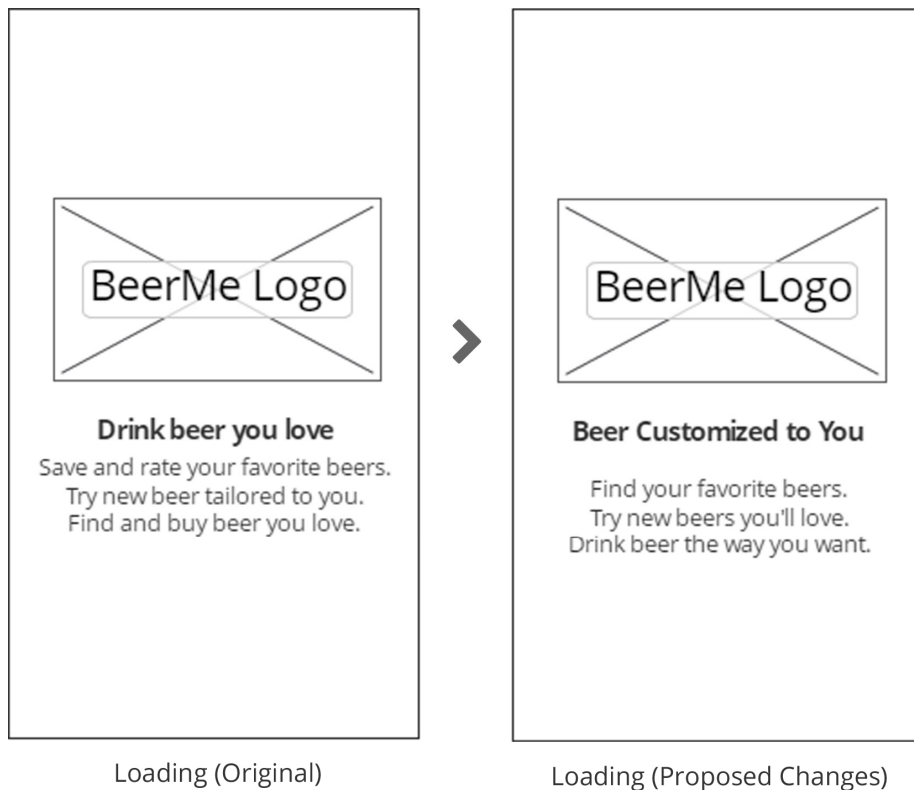 BeerMe Logo
Drink beer you love
Save and rate your favorite beers.
Try new beer tailored to you.
Find and buy beer you love.
Loading (Original)
BeerMe Logo
Beer Customized to You
Find your favorite beers.
Try new beers you'll love.
Drink beer the way you want.
Loading (Proposed Changes)